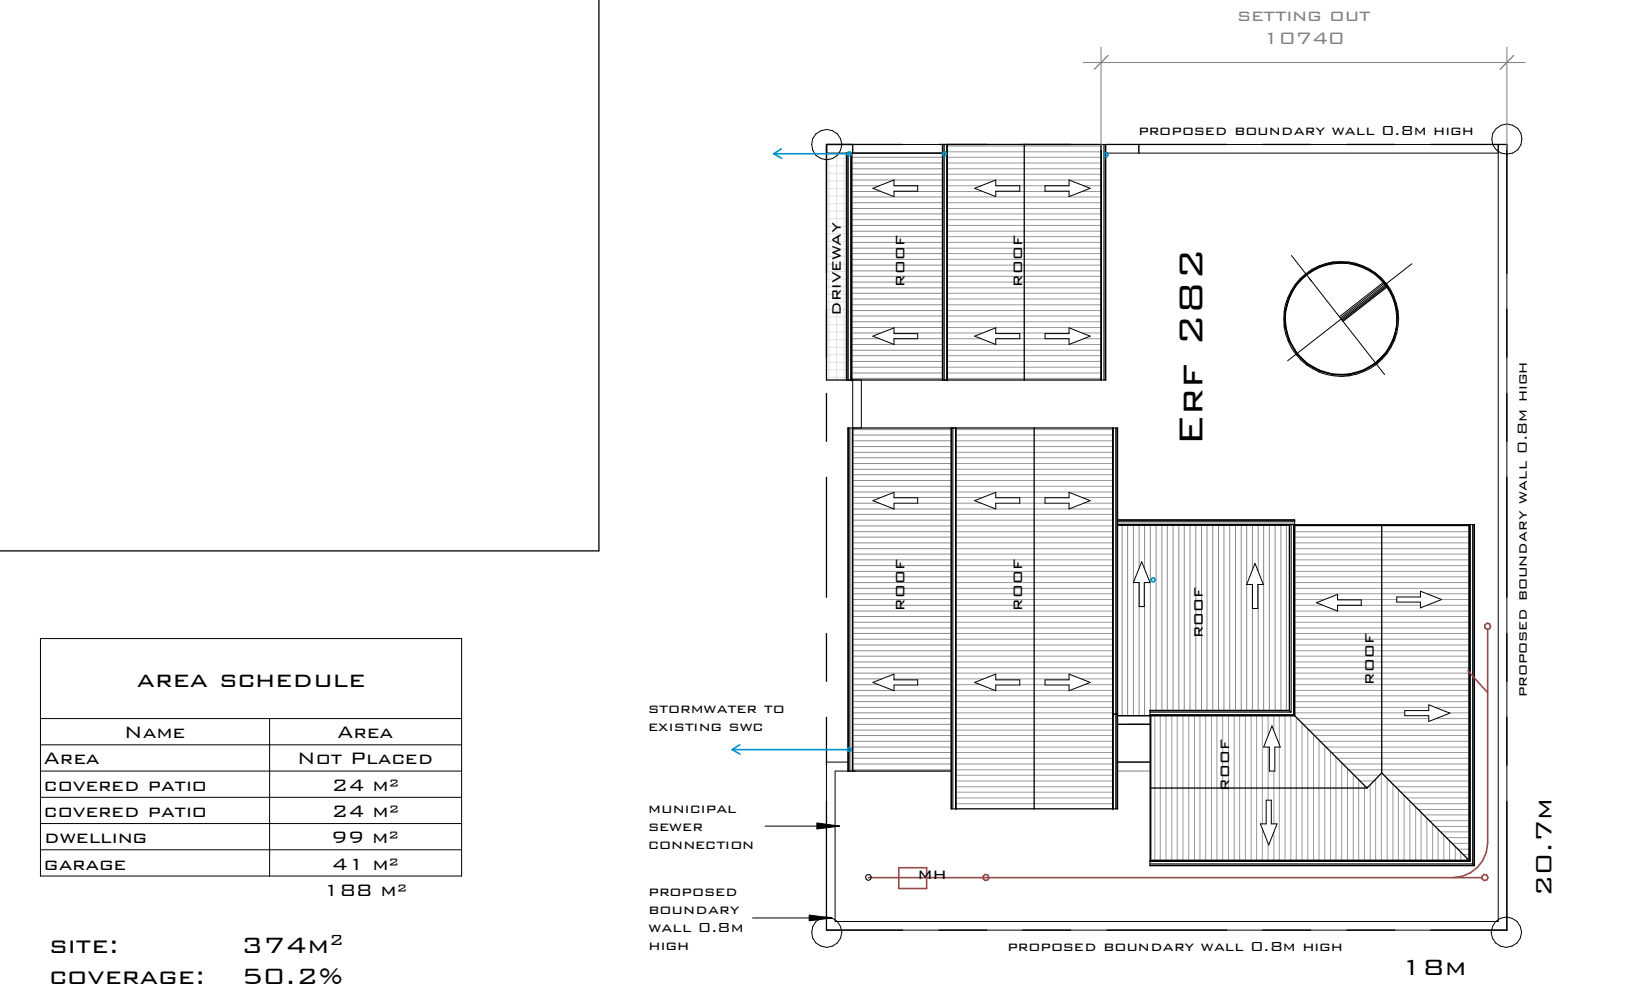 SETTING OUT
10740
PROPOSED BOUNDARY WALL 0.8M HIGH
DRIVEWAY
ROOF
ROOF
ERF 282
PROPOSED BOUNDARY WALL 0.8M HIGH
ROOF
ROOF
ROOF
ROOF
ROOF
STORMWATER TO
EXISTING SWC
MUNICIPAL
SEWER
CONNECTION
MH
PROPOSED
BOUNDARY
WALL 0.8M
HIGH
PROPOSED BOUNDARY WALL 0.8M HIGH
20.7M
18M
AREA SCHEDULE
NAME AREA
AREA NOT PLACED
COVERED PATIO 24 M²
COVERED PATIO 24 M²
DWELLING 99 M²
GARAGE 41 M²
188 M²
SITE: 374M²
COVERAGE: 50.2%